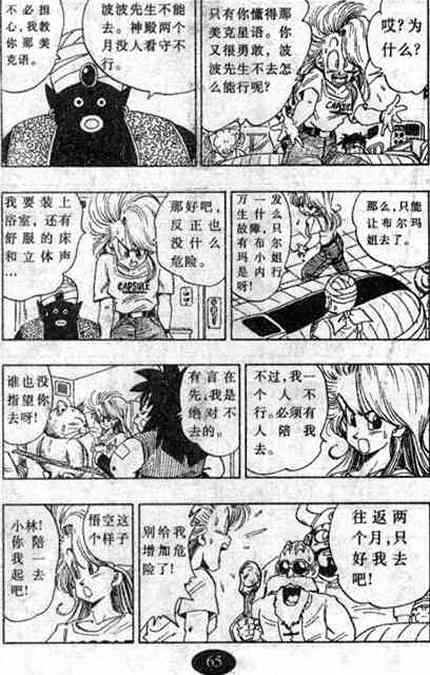 哎?为
什么?
只有你懂得那
美克星语。你
又很勇敢,波
波先生不去怎
么能行呢?
CAPSULE
波波先生不能
去。神殿两个
月没人看守不
行。
不必担
心,我教
你那美
克语。
那么,只能
让布尔玛
姐去了。
万一发
生什么
故障,只
有布尔
玛小姐
是内行
呀!
那好吧,
反正也
没什么
危险。
CAPSULE
我要装上
浴室,还有
舒服的床
和立体声
…
不过,我一
个人不
行。必须有
人陪我
去。
有言在
先,我是
绝对不
去的。
谁也没
指望你
去呀!
往返两
个月,只
好我去
吧!
别给我
增加危
险了!
悟空这
个样子
小林!
你陪
我一
起去
吧!
65